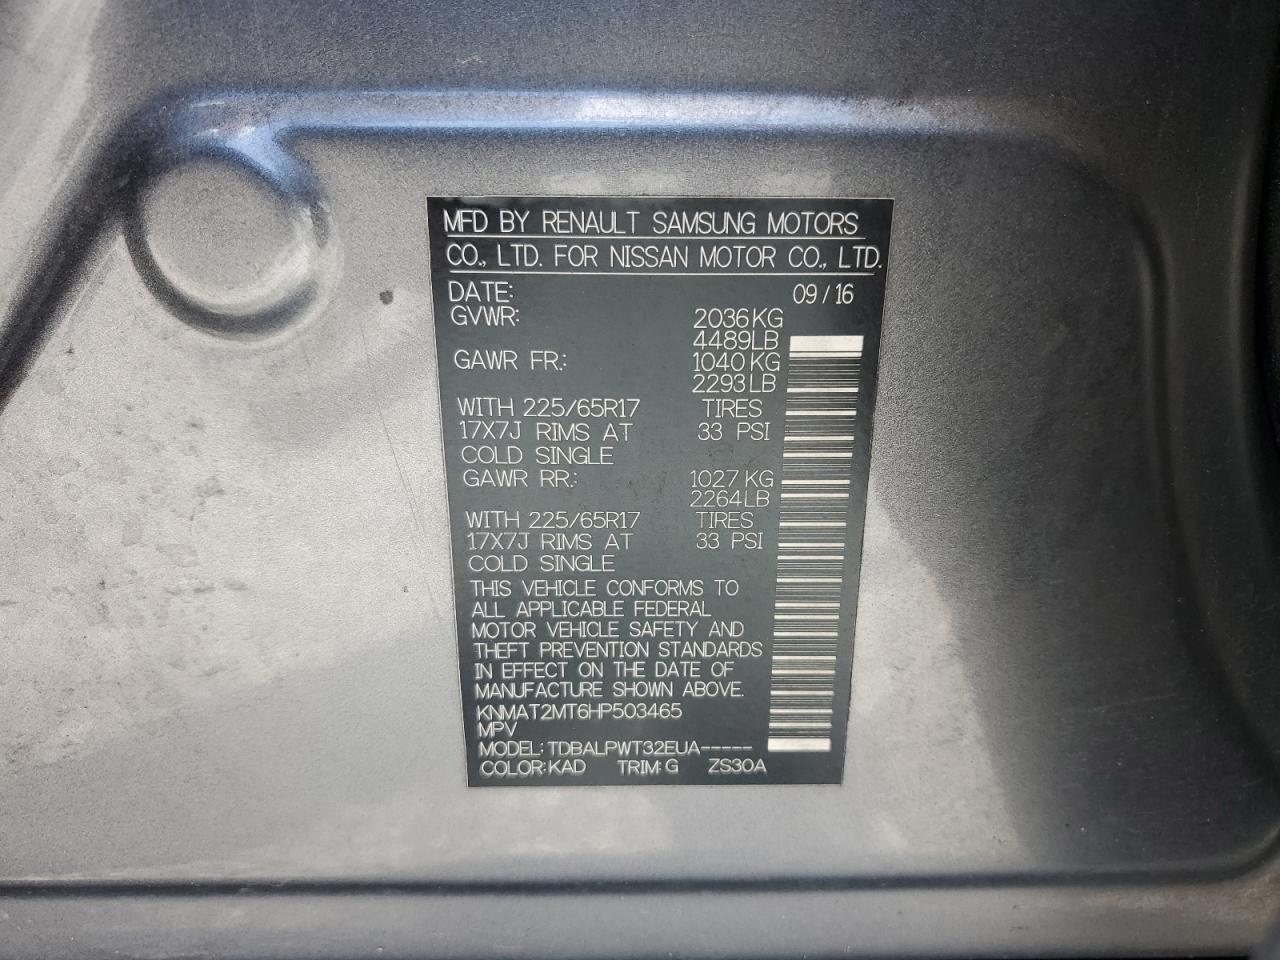 MFD BY RENAULT SAMSUNG MOTORS
CO., LTD. FOR NISSAN MOTOR CO., LTD.
DATE: 09/16
GVWR: 2036KG
4489LB
GAWR FR.: 1040KG
2293LB
WITH 225/65R17 TIRES
17X7J RIMS AT 33 PSI
COLD SINGLE
GAWR RR.: 1027KG
2264LB
WITH 225/65R17 TIRES
17X7J RIMS AT 33 PSI
COLD SINGLE
THIS VEHICLE CONFORMS TO
ALL APPLICABLE FEDERAL
MOTOR VEHICLE SAFETY AND
THEFT PREVENTION STANDARDS
IN EFFECT ON THE DATE OF
MANUFACTURE SHOWN ABOVE.
KNMAT2MT6HP503465
MPV
MODEL: TDBALPWT32EUA-----
COLOR:KAD TRIM:G ZS30A